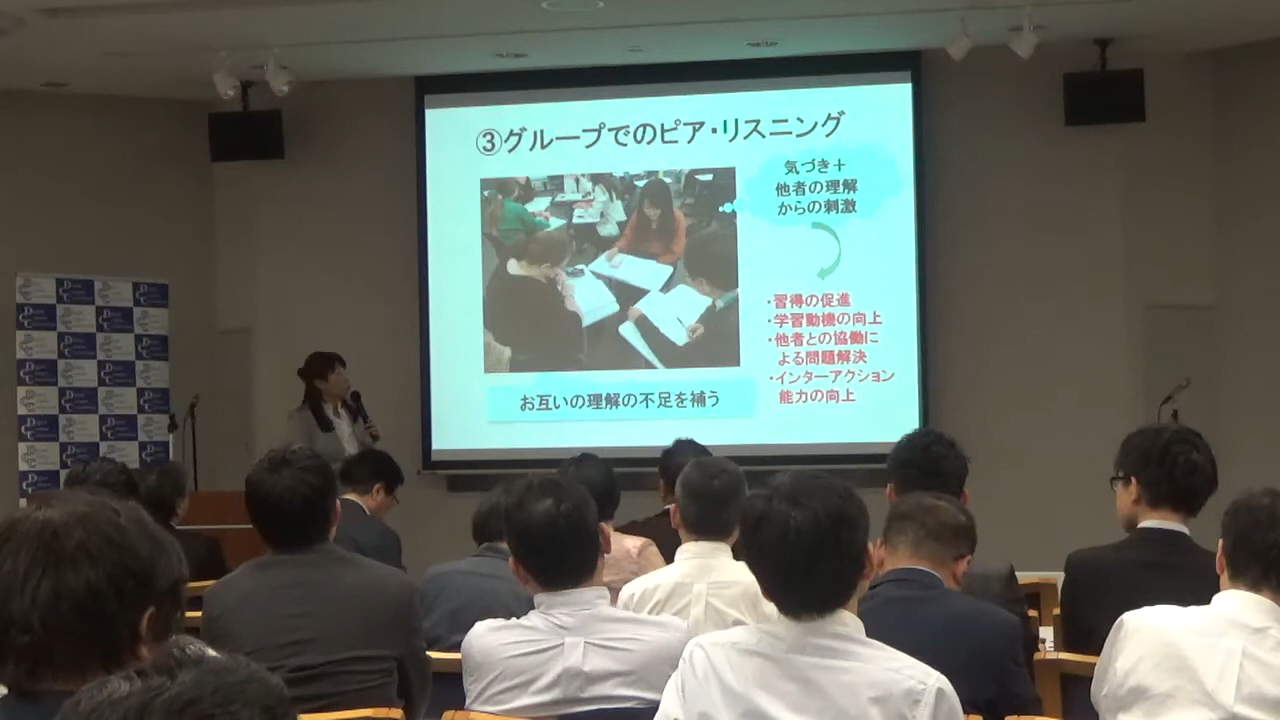 ③グループでのピア・リスニング
気づき＋
他者の理解
からの刺激
・習得の促進
・学習動機の向上
・他者との協働に
よる問題解決
・インターアクション
能力の向上
お互いの理解の不足を補う